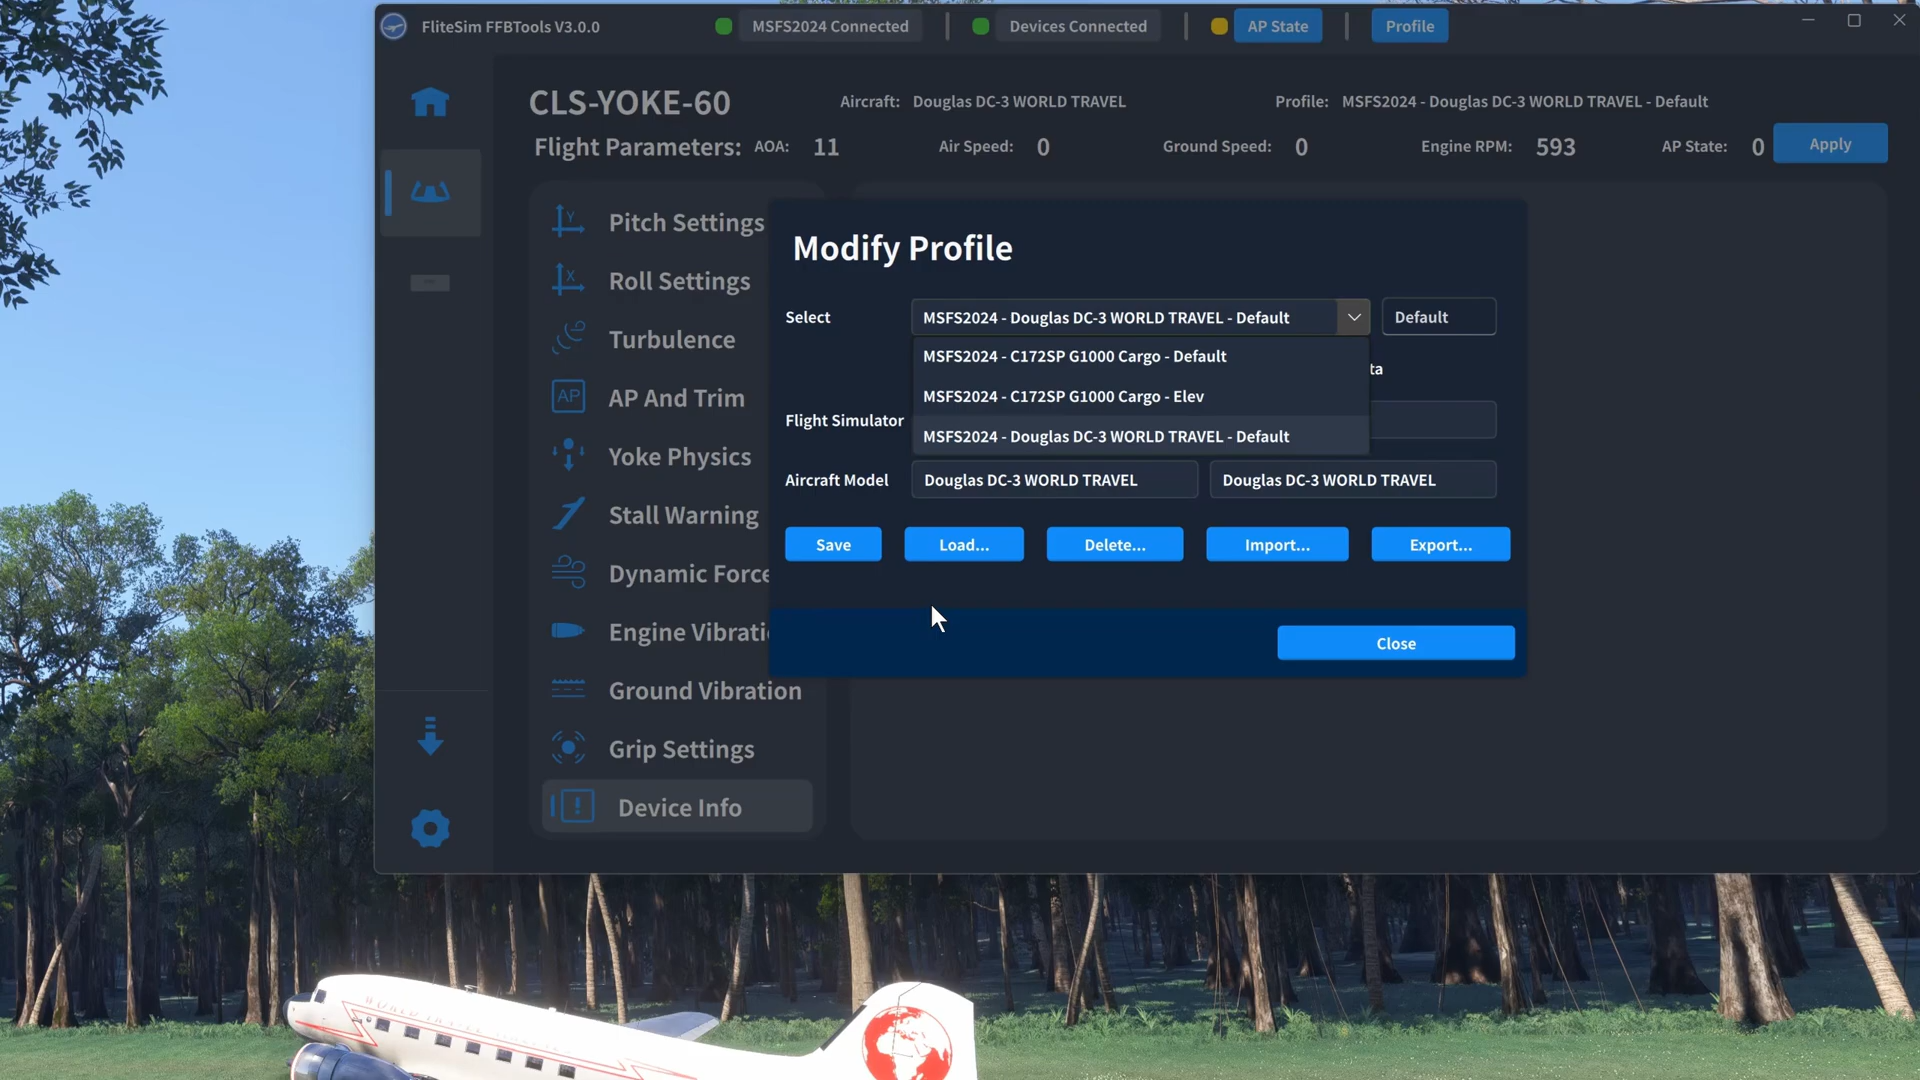 FliteSim FFBTools V3.0.0
MSFS2024 Connected
Devices Connected
AP State
Profile
CLS-YOKE-60
Aircraft: Douglas DC-3 WORLD TRAVEL
Profile: MSFS2024 - Douglas DC-3 WORLD TRAVEL - Default
Flight Parameters: AOA: 11
Air Speed: 0
Ground Speed: 0
Engine RPM: 593
AP State: 0
Apply
Pitch Settings
Roll Settings
Turbulence
AP And Trim
Yoke Physics
Stall Warning
Dynamic Force
Engine Vibrati
Ground Vibration
Grip Settings
Device Info
Modify Profile
Select
MSFS2024 - Douglas DC-3 WORLD TRAVEL - Default
Default
MSFS2024 - C172SP G1000 Cargo - Default
ta
MSFS2024 - C172SP G1000 Cargo - Elev
Flight Simulator
MSFS2024 - Douglas DC-3 WORLD TRAVEL - Default
Aircraft Model
Douglas DC-3 WORLD TRAVEL
Douglas DC-3 WORLD TRAVEL
Save
Load...
Delete...
Import...
Export...
Close
WORLD TRAVEL